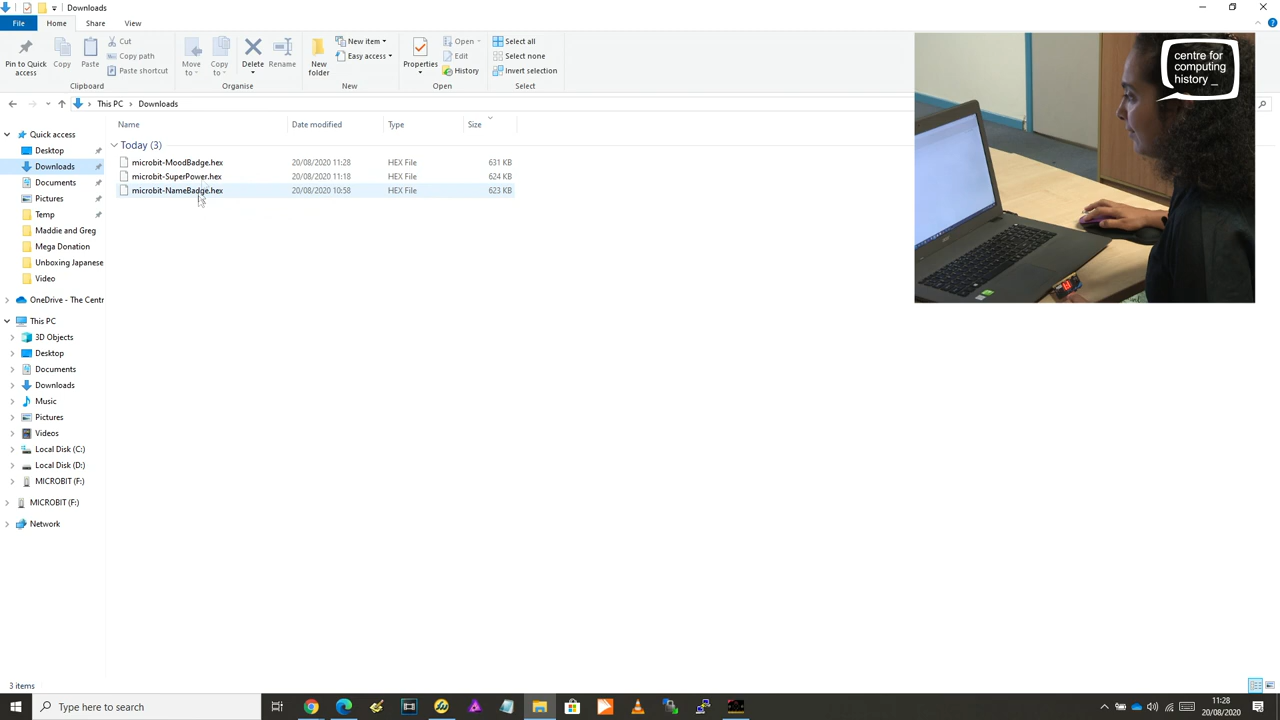 Downloads
File Home Share View
Pin to Quick access
Copy
Paste
Cut
Copy path
Paste shortcut
Clipboard
Move to
Copy to
Delete
Rename
Organise
New folder
New item
Easy access
New
Properties
Open
Edit
History
Open
Select all
Select none
Invert selection
Select
This PC > Downloads
Name Date modified Type Size
Today (3)
microbit-MoodBadge.hex 20/08/2020 11:28 HEX File 631 KB
microbit-SuperPower.hex 20/08/2020 11:18 HEX File 624 KB
microbit-NameBadge.hex 20/08/2020 10:58 HEX File 623 KB
Quick access
Desktop
Downloads
Documents
Pictures
Temp
Maddie and Greg
Mega Donation
Unboxing Japanese
Video
OneDrive - The Centr
This PC
3D Objects
Desktop
Documents
Downloads
Music
Pictures
Videos
Local Disk (C:)
Local Disk (D:)
MICROBIT (F:)
MICROBIT (F:)
Network
centre for
computing
history _
3 items
Type here to search
11:28
20/08/2020